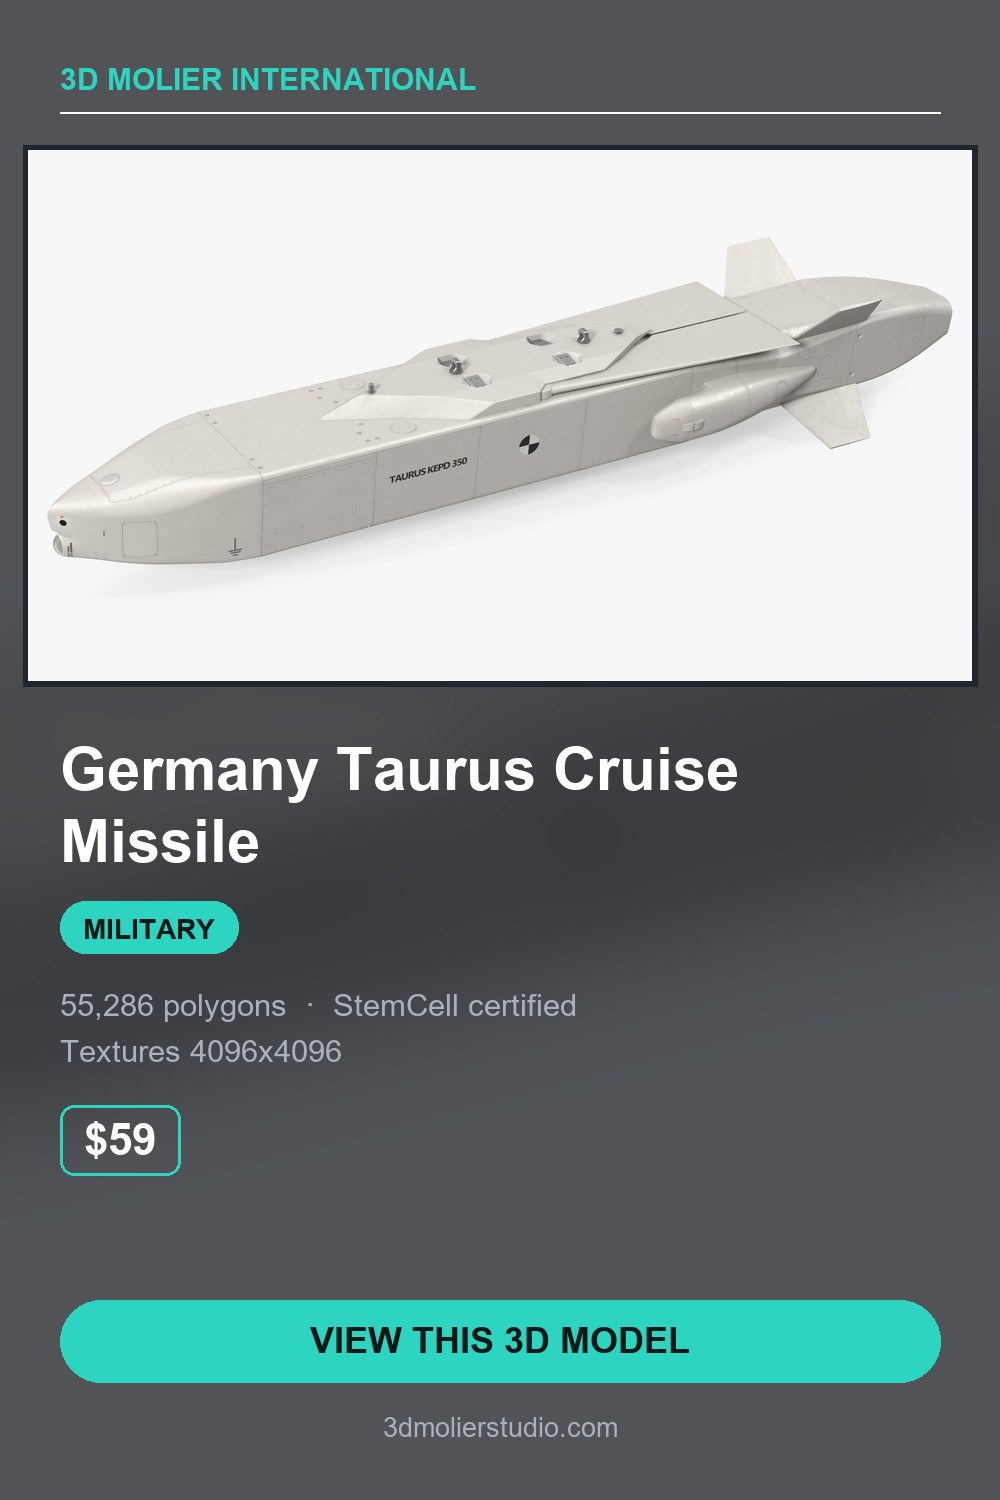 3D MOLIER INTERNATIONAL
TAURUS KEPD 350
Germany Taurus Cruise
Missile
MILITARY
55,286 polygons · StemCell certified
Textures 4096x4096
$59
VIEW THIS 3D MODEL
3dmolierstudio.com